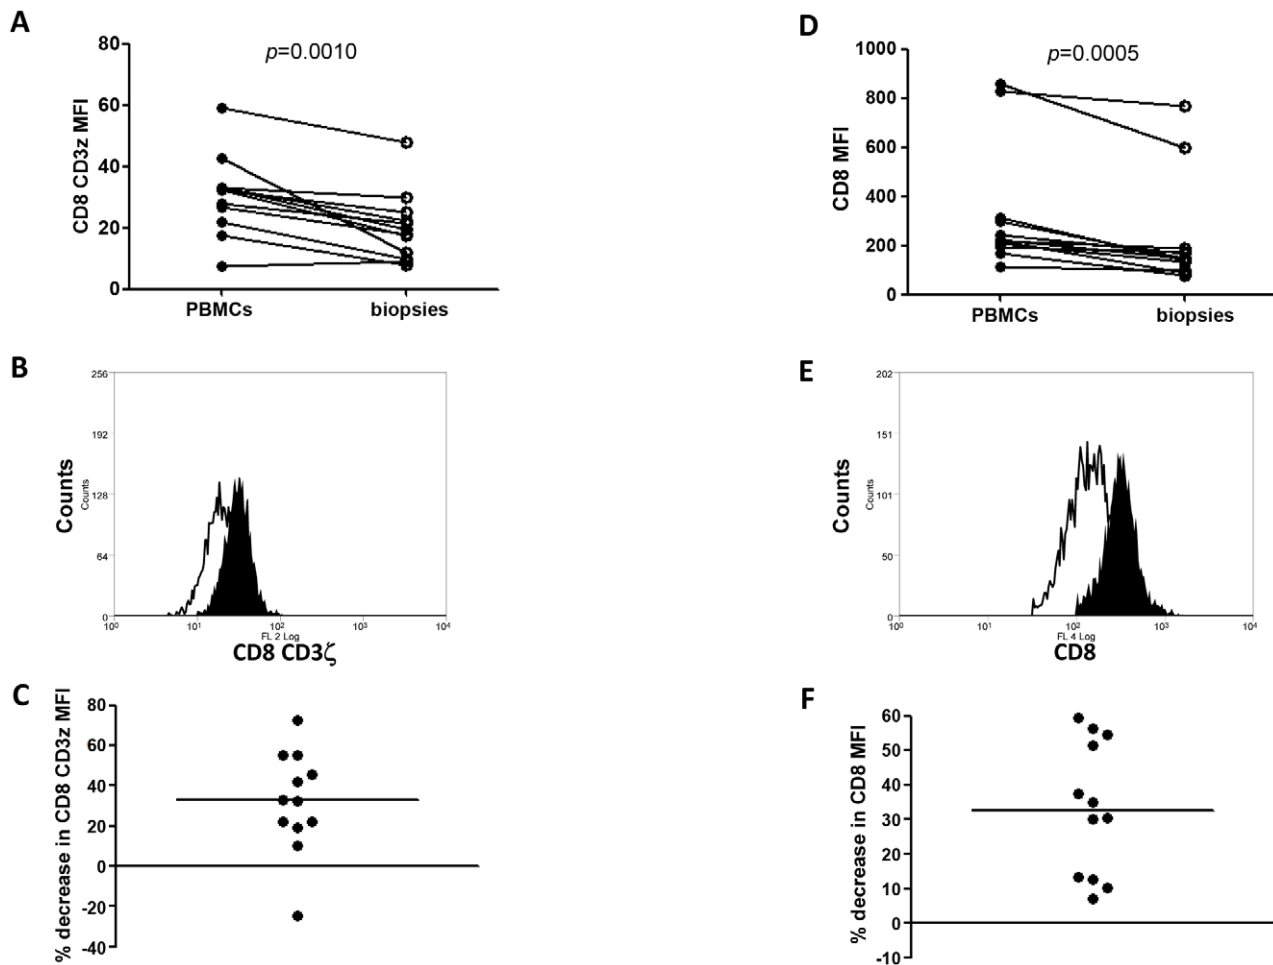 A
p=0.0010
CD8 CD3z MFI
80
60
40
20
0
PBMCs
biopsies
D
p=0.0005
CD8 MFI
1000
800
600
400
200
0
PBMCs
biopsies
B
Counts
Counts
256
192
128
64
0
10⁰
10¹
10²
10³
10⁴
FL 2 Log
CD8 CD3ζ
E
Counts
Counts
202
151
101
50
0
10⁰
10¹
10²
10³
10⁴
FL 4 Log
CD8
C
% decrease in CD8 CD3z MFI
80
60
40
20
0
-20
-40
F
% decrease in CD8 MFI
60
50
40
30
20
10
0
-10